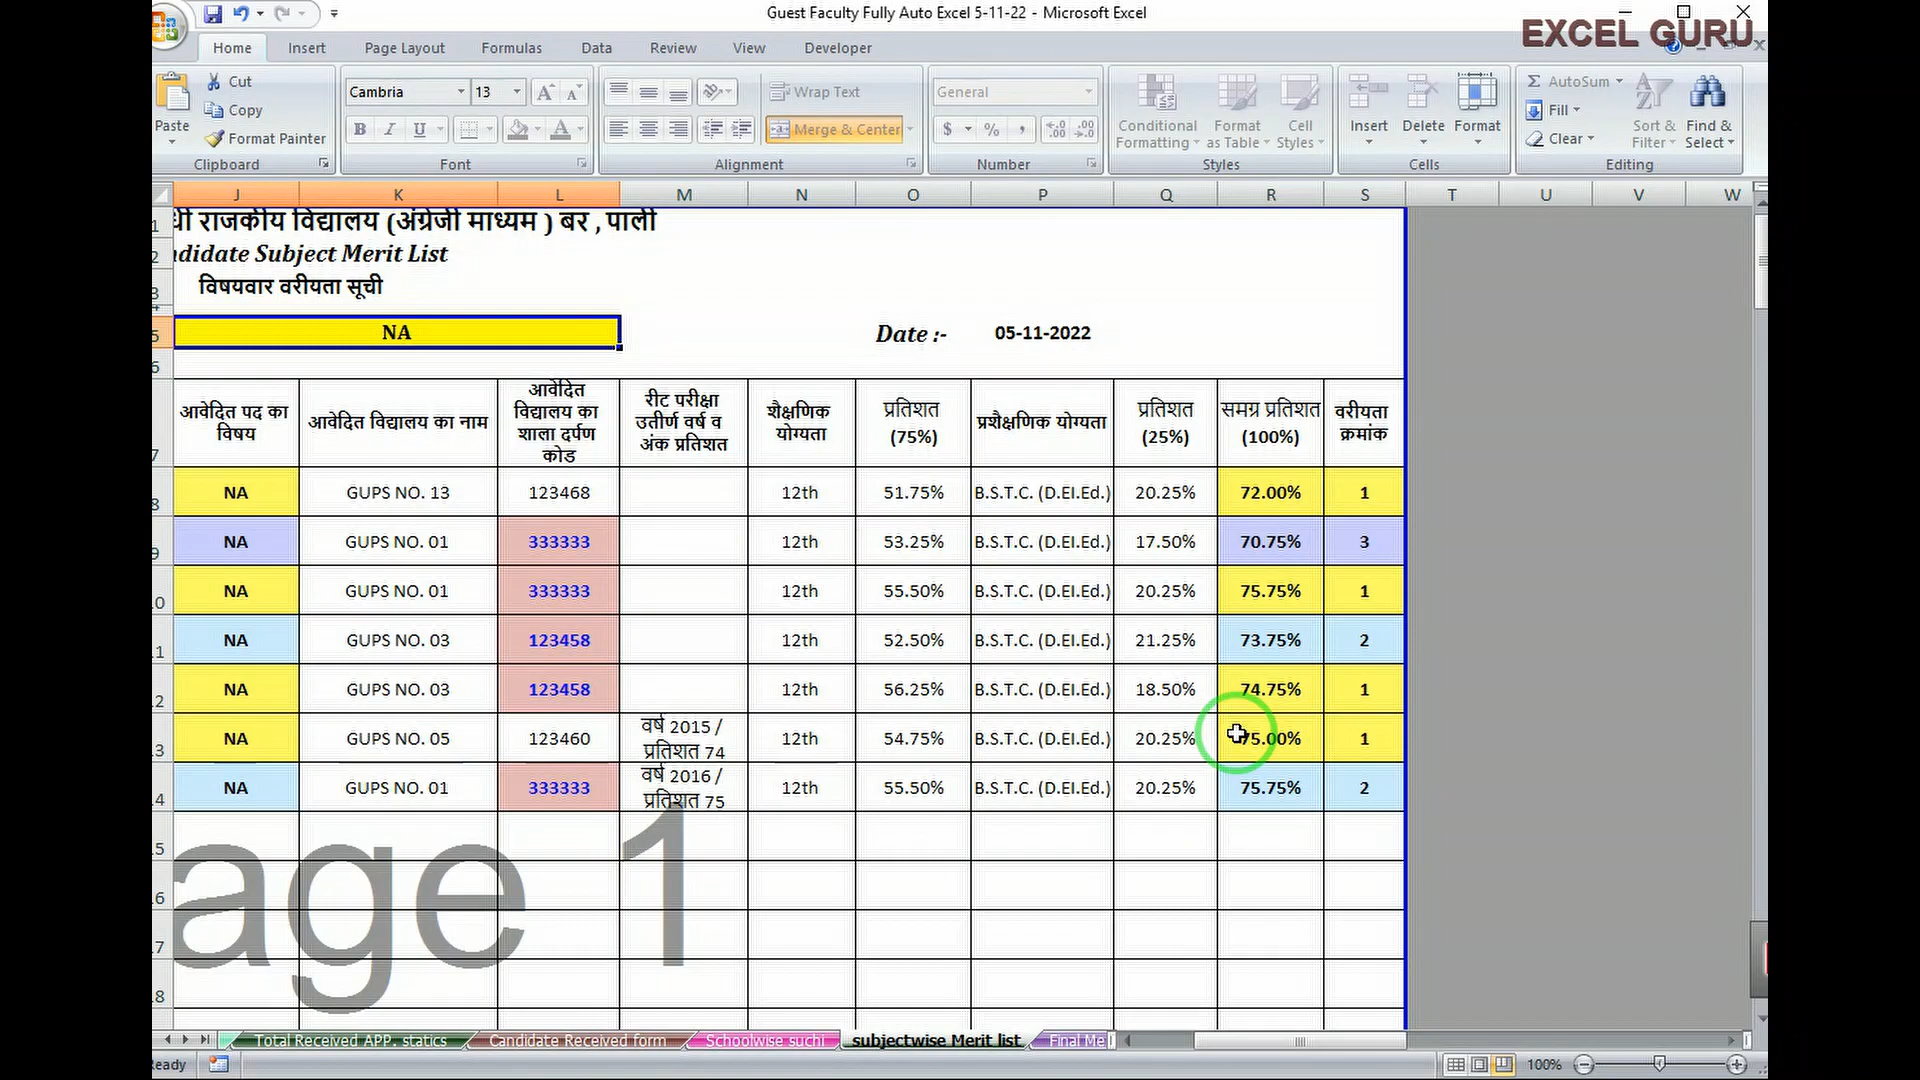 Guest Faculty Fully Auto Excel 5-11-22 - Microsoft Excel
EXCEL GURU
Home Insert Page Layout Formulas Data Review View Developer
Paste Cut Copy Format Painter
Cambria 13
B I U
Wrap Text
Merge & Center
General
$ % ,
Conditional Formatting Format as Table Cell Styles
Insert Delete Format
Σ AutoSum
Fill
Clear
Sort & Filter Find & Select
Clipboard Font Alignment Number Styles Cells Editing
J K L M N O P Q R S T U V W
राजकीय विद्यालय (अंग्रेजी माध्यम ) बर , पाली
ndidate Subject Merit List
विषयवार वरीयता सूची
NA Date :- 05-11-2022
आवेदित पद का विषय
आवेदित विद्यालय का नाम
आवेदित विद्यालय का शाला दर्पण कोड
रीट परीक्षा उतीर्ण वर्ष व अंक प्रतिशत
शैक्षणिक योग्यता
प्रतिशत (75%)
प्रशैक्षणिक योग्यता
प्रतिशत (25%)
समग्र प्रतिशत (100%)
वरीयता क्रमांक
NA GUPS NO. 13 123468 12th 51.75% B.S.T.C. (D.El.Ed.) 20.25% 72.00% 1
NA GUPS NO. 01 333333 12th 53.25% B.S.T.C. (D.El.Ed.) 17.50% 70.75% 3
NA GUPS NO. 01 333333 12th 55.50% B.S.T.C. (D.El.Ed.) 20.25% 75.75% 1
NA GUPS NO. 03 123458 12th 52.50% B.S.T.C. (D.El.Ed.) 21.25% 73.75% 2
NA GUPS NO. 03 123458 12th 56.25% B.S.T.C. (D.El.Ed.) 18.50% 74.75% 1
NA GUPS NO. 05 123460 वर्ष 2015 / प्रतिशत 74 12th 54.75% B.S.T.C. (D.El.Ed.) 20.25% 75.00% 1
NA GUPS NO. 01 333333 वर्ष 2016 / प्रतिशत 75 12th 55.50% B.S.T.C. (D.El.Ed.) 20.25% 75.75% 2
age 1
Total Received APP. statics Candidate Received form Schoolwise suchi subjectwise Merit list Final Me
eady 100%